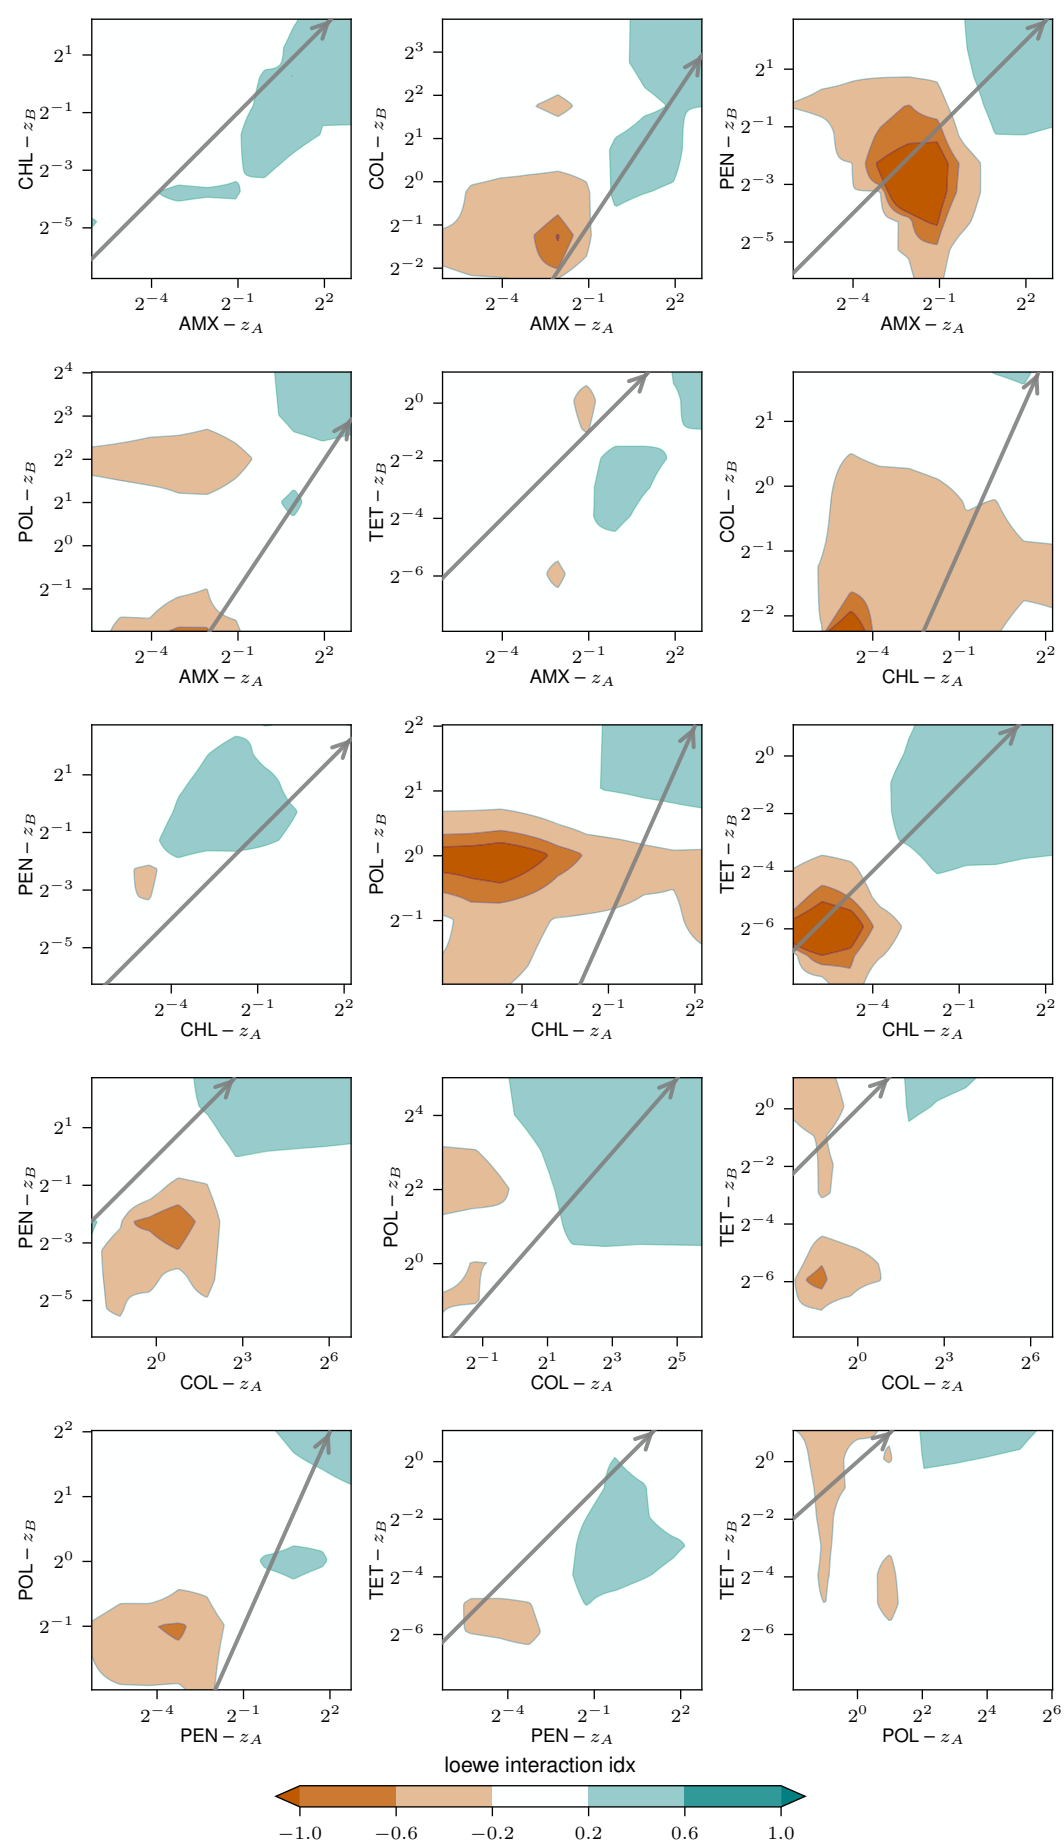 2^1
2^−1
2^−3
2^−5
CHL – z_B
2^−4 2^−1 2^2
AMX – z_A
2^3
2^2
2^1
2^0
2^−1
2^−2
COL – z_B
2^−4 2^−1 2^2
AMX – z_A
2^1
2^−1
2^−3
2^−5
PEN – z_B
2^−4 2^−1 2^2
AMX – z_A
2^4
2^3
2^2
2^1
2^0
2^−1
POL – z_B
2^−4 2^−1 2^2
AMX – z_A
2^0
2^−2
2^−4
2^−6
TET – z_B
2^−4 2^−1 2^2
AMX – z_A
2^1
2^0
2^−1
2^−2
COL – z_B
2^−4 2^−1 2^2
CHL – z_A
2^1
2^−1
2^−3
2^−5
PEN – z_B
2^−4 2^−1 2^2
CHL – z_A
2^2
2^1
2^0
2^−1
POL – z_B
2^−4 2^−1 2^2
CHL – z_A
2^0
2^−2
2^−4
2^−6
TET – z_B
2^−4 2^−1 2^2
CHL – z_A
2^1
2^−1
2^−3
2^−5
PEN – z_B
2^0 2^3 2^6
COL – z_A
2^4
2^2
2^0
POL – z_B
2^−1 2^1 2^3 2^5
COL – z_A
2^0
2^−2
2^−4
2^−6
TET – z_B
2^0 2^3 2^6
COL – z_A
2^2
2^1
2^0
2^−1
POL – z_B
2^−4 2^−1 2^2
PEN – z_A
2^0
2^−2
2^−4
2^−6
TET – z_B
2^−4 2^−1 2^2
PEN – z_A
2^0
2^−2
2^−4
2^−6
TET – z_B
2^0 2^2 2^4 2^6
POL – z_A
loewe interaction idx
−1.0 −0.6 −0.2 0.2 0.6 1.0